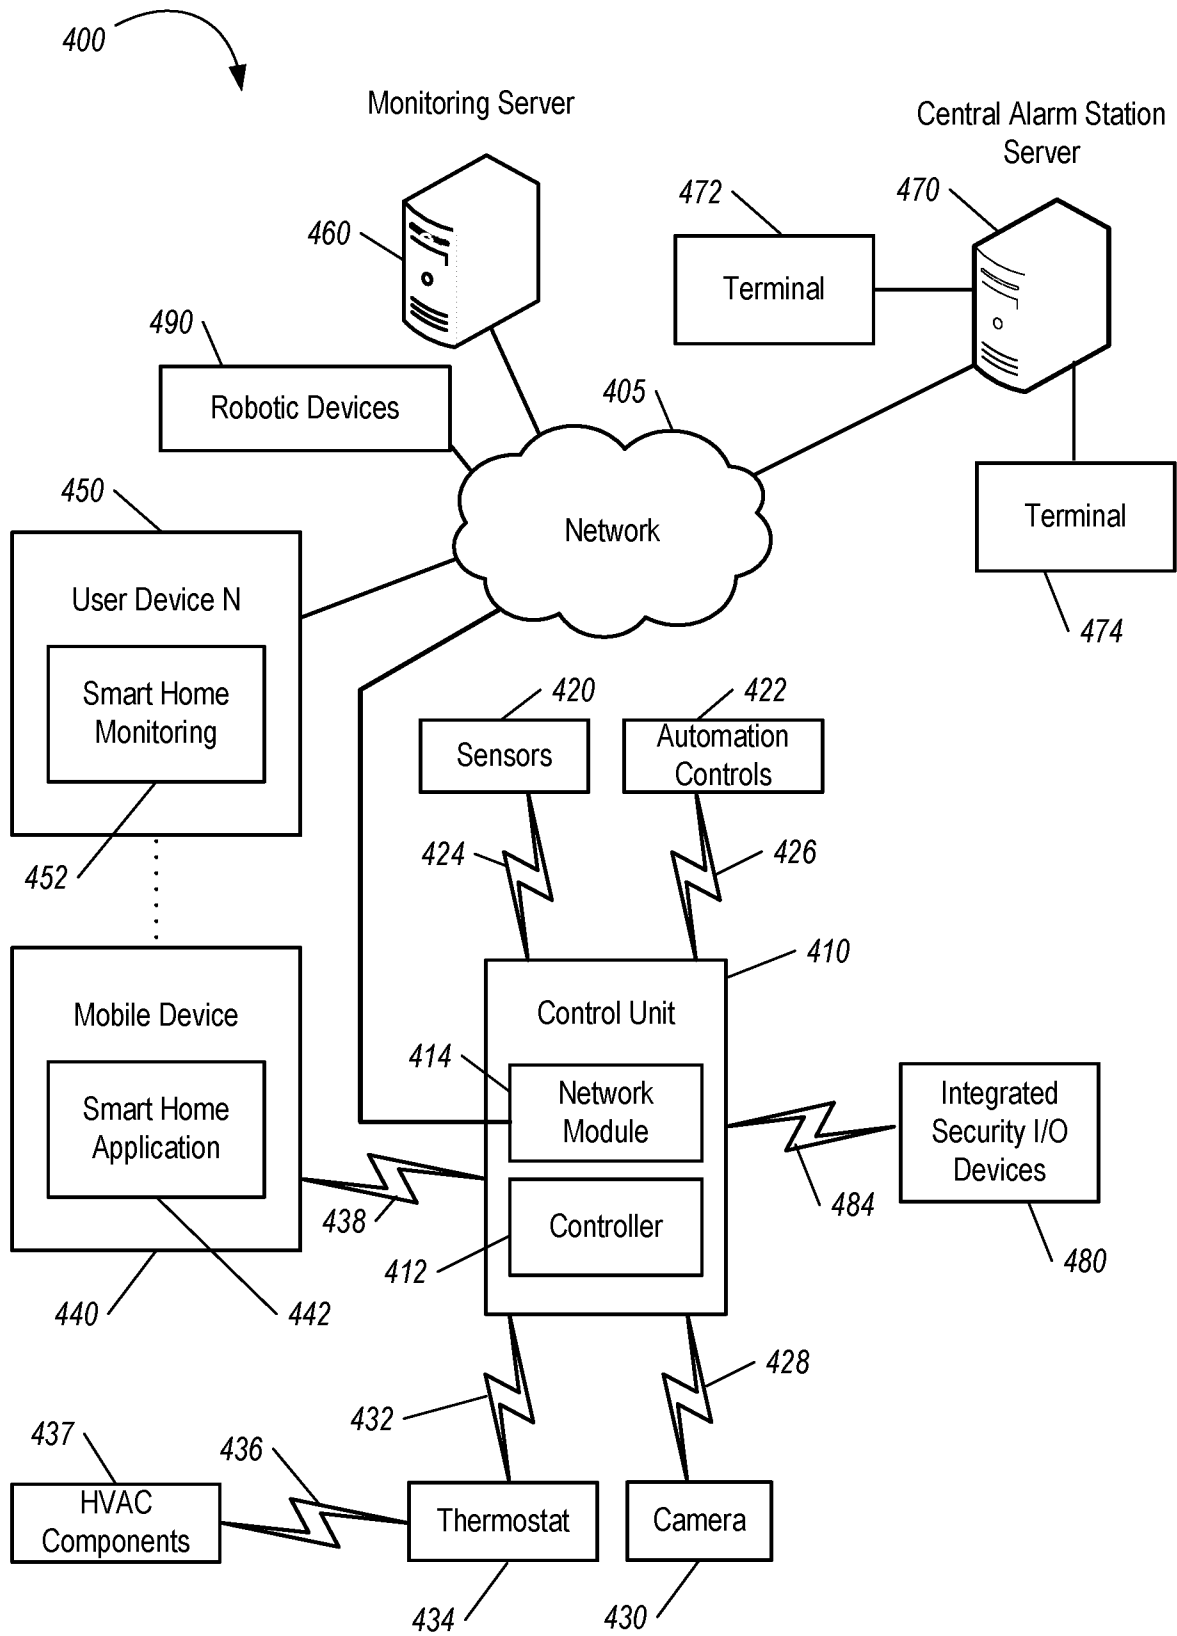 400
Monitoring Server
Central Alarm Station
Server
472
470
460
Terminal
490
Robotic Devices
405
450
Network
Terminal
User Device N
474
Smart Home
Monitoring
420
422
Sensors
Automation
Controls
424
426
452
410
Mobile Device
Control Unit
414
Network
Module
Smart Home
Application
Integrated
Security I/O
Devices
438
484
412
Controller
480
440
442
428
432
437
436
HVAC
Components
Thermostat
Camera
434
430